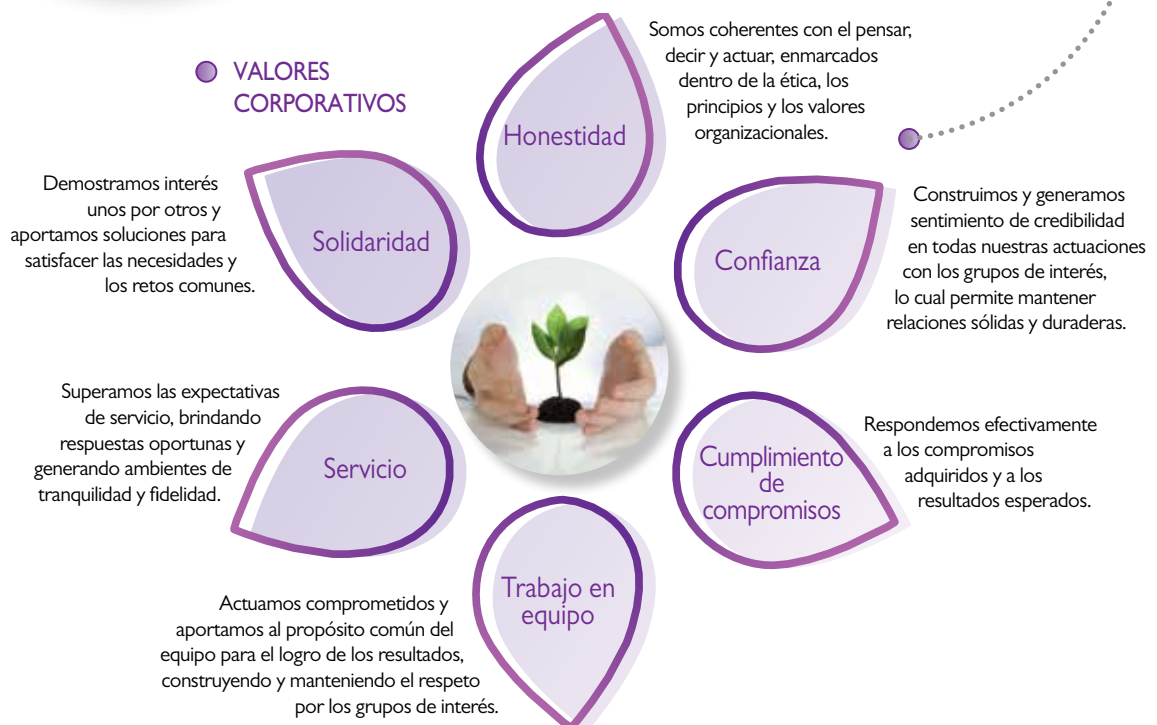 VALORES
CORPORATIVOS
Honestidad
Somos coherentes con el pensar,
decir y actuar, enmarcados
dentro de la ética, los
principios y los valores
organizacionales.
Confianza
Construimos y generamos
sentimiento de credibilidad
en todas nuestras actuaciones
con los grupos de interés,
lo cual permite mantener
relaciones sólidas y duraderas.
Cumplimiento
de
compromisos
Respondemos efectivamente
a los compromisos
adquiridos y a los
resultados esperados.
Trabajo en
equipo
Actuamos comprometidos y
aportamos al propósito común del
equipo para el logro de los resultados,
construyendo y manteniendo el respeto
por los grupos de interés.
Servicio
Superamos las expectativas
de servicio, brindando
respuestas oportunas y
generando ambientes de
tranquilidad y fidelidad.
Solidaridad
Demostramos interés
unos por otros y
aportamos soluciones para
satisfacer las necesidades y
los retos comunes.